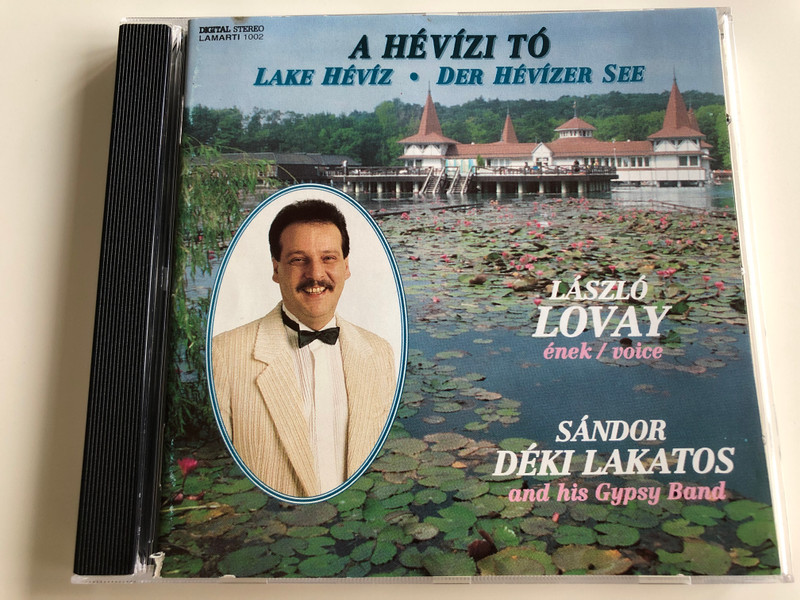 DIGITAL STEREO
LAMARTI 1002
A HÉVÍZI TÓ
LAKE HÉVÍZ • DER HÉVÍZER SEE
LÁSZLÓ
LOVAY
ének / voice
SÁNDOR
DÉKI LAKATOS
and his Gypsy Band